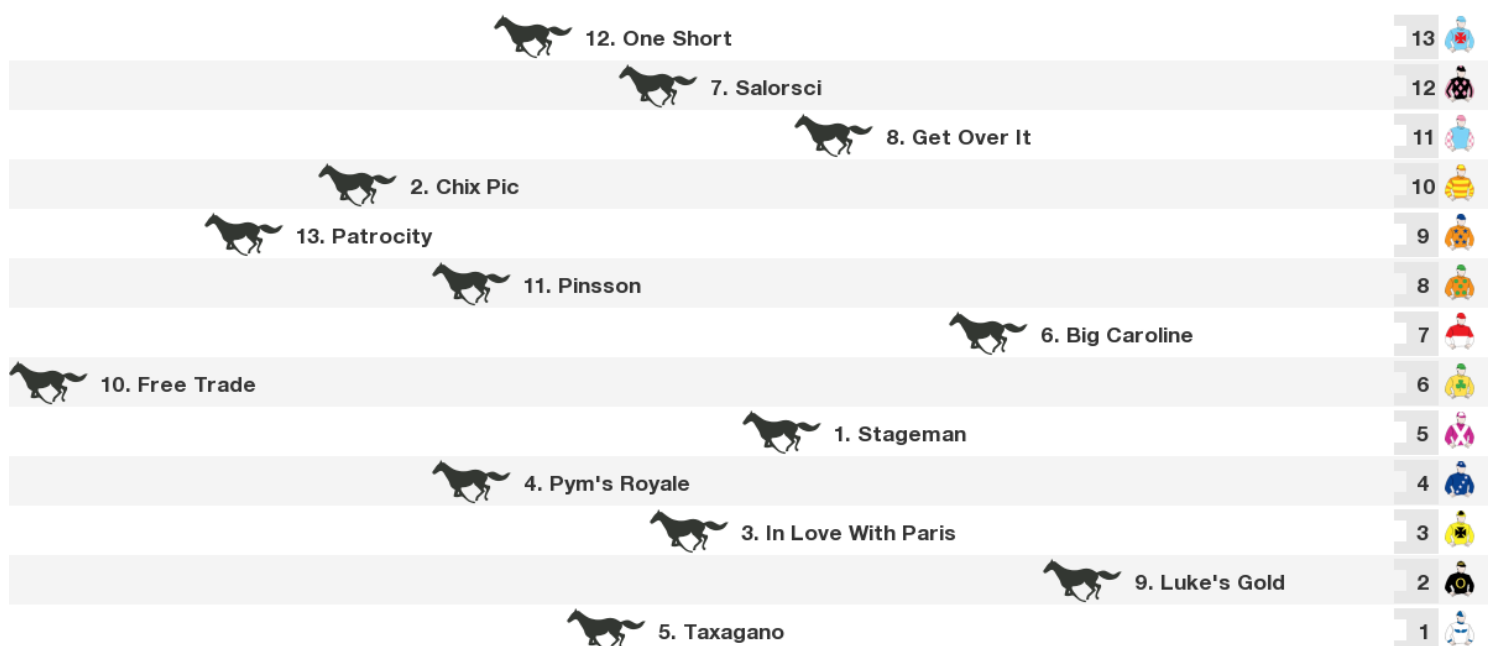 12. One Short 13
7. Salorsci 12
8. Get Over It 11
2. Chix Pic 10
13. Patrocity 9
11. Pinsson 8
6. Big Caroline 7
10. Free Trade 6
1. Stageman 5
4. Pym's Royale 4
3. In Love With Paris 3
9. Luke's Gold 2
O
5. Taxagano 1